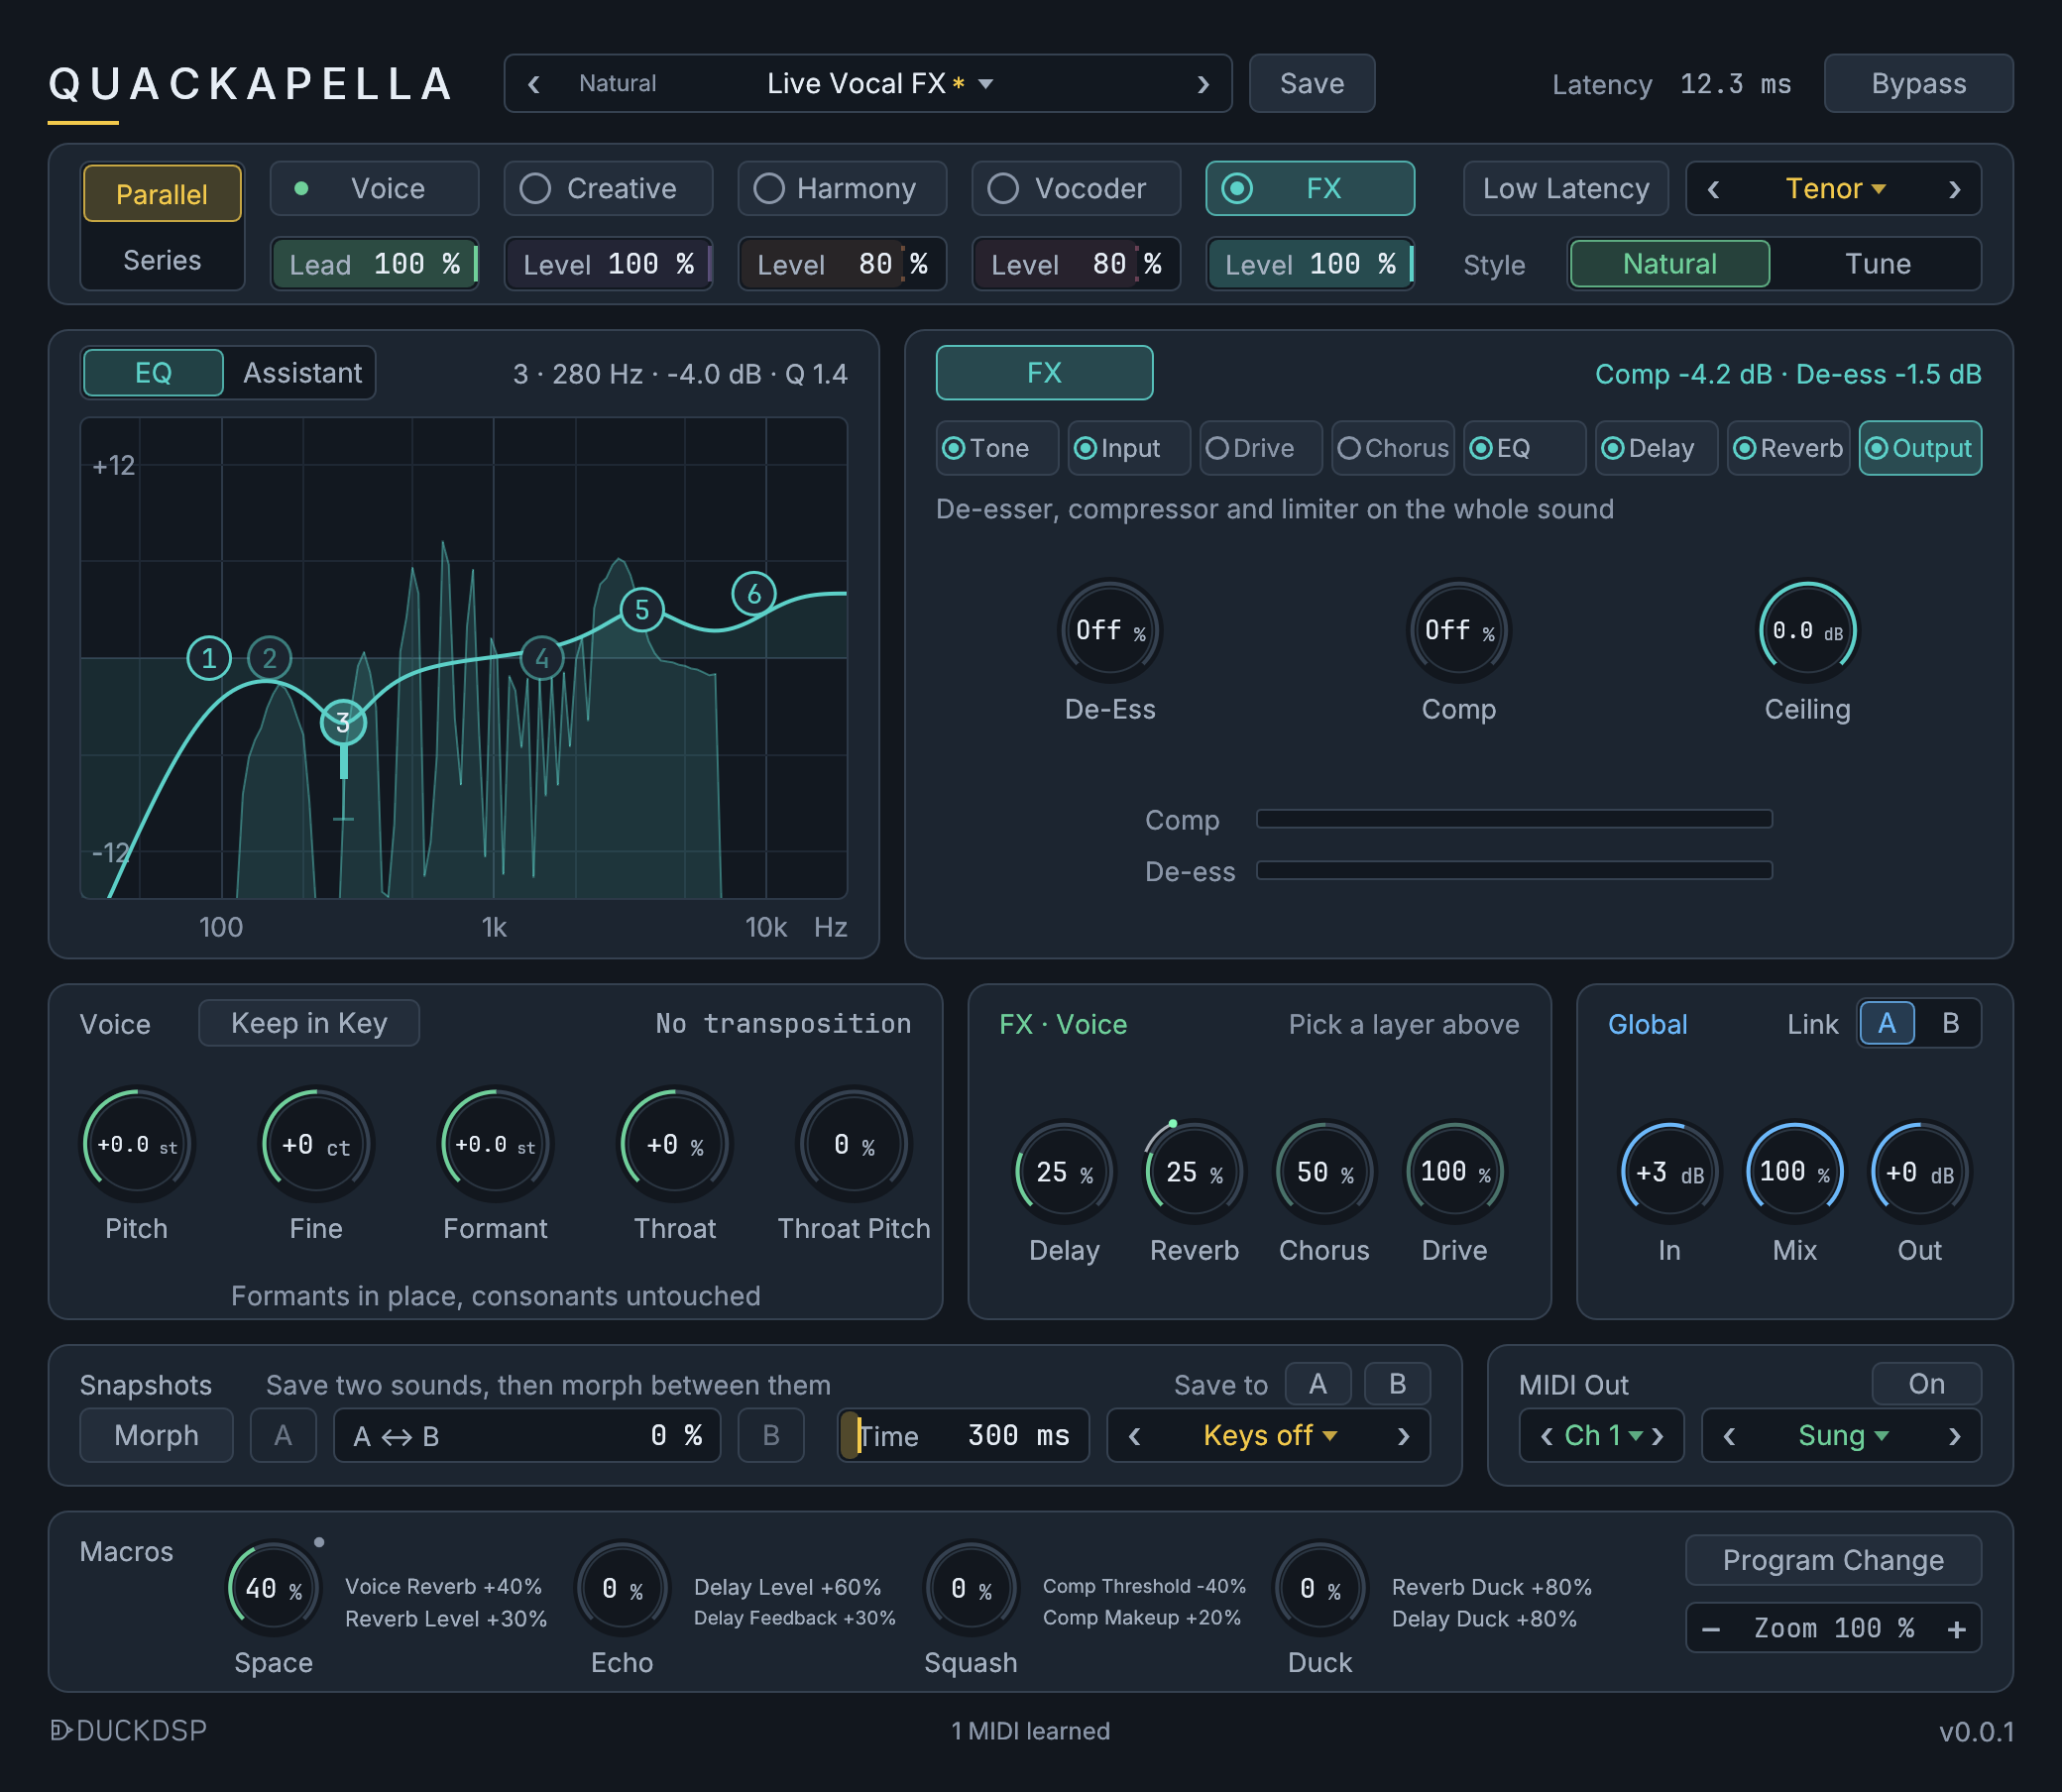 QUACKAPELLA
‹ Natural Live Vocal FX * ›
Save
Latency 12.3 ms
Bypass
Parallel
Voice
Creative
Harmony
Vocoder
FX
Low Latency
‹ Tenor ›
Series
Lead 100 %
Level 100 %
Level 80 %
Level 80 %
Level 100 %
Style
Natural
Tune
EQ
Assistant
3 · 280 Hz · -4.0 dB · Q 1.4
+12
1
2
3
4
5
6
-12
100
1k
10k
Hz
FX
Comp -4.2 dB · De-ess -1.5 dB
Tone
Input
Drive
Chorus
EQ
Delay
Reverb
Output
De-esser, compressor and limiter on the whole sound
Off %
Off %
0.0 dB
De-Ess
Comp
Ceiling
Comp
De-ess
Voice
Keep in Key
No transposition
+0.0 st
+0 ct
+0.0 st
+0 %
0 %
Pitch
Fine
Formant
Throat
Throat Pitch
Formants in place, consonants untouched
FX · Voice
Pick a layer above
25 %
25 %
50 %
100 %
Delay
Reverb
Chorus
Drive
Global
Link
A
B
+3 dB
100 %
+0 dB
In
Mix
Out
Snapshots
Save two sounds, then morph between them
Save to
A
B
Morph
A
A ↔ B 0 %
B
Time 300 ms
‹ Keys off ›
MIDI Out
On
‹ Ch 1 ›
‹ Sung ›
Macros
40 %
Voice Reverb +40%
Reverb Level +30%
Space
0 %
Delay Level +60%
Delay Feedback +30%
Echo
0 %
Comp Threshold -40%
Comp Makeup +20%
Squash
0 %
Reverb Duck +80%
Delay Duck +80%
Duck
Program Change
– Zoom 100 % +
DUCKDSP
1 MIDI learned
v0.0.1